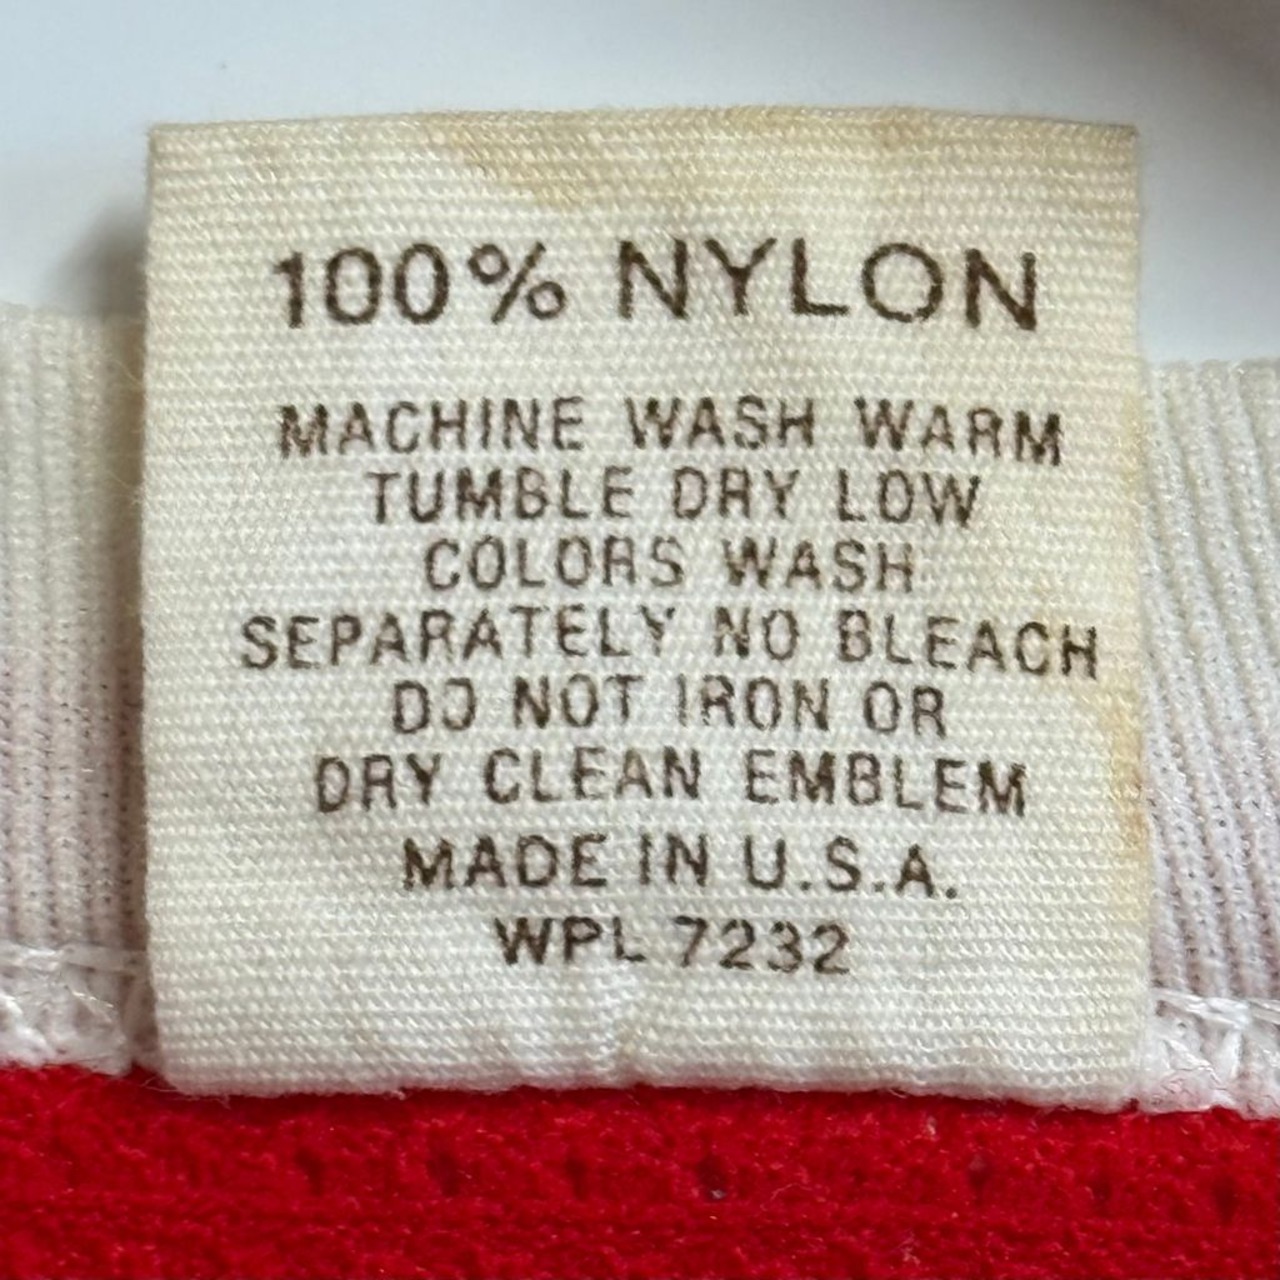 100% NYLON
MACHINE WASH WARM
TUMBLE DRY LOW
COLORS WASH
SEPARATELY NO BLEACH
DO NOT IRON OR
DRY CLEAN EMBLEM
MADE IN U.S.A.
WPL 7232